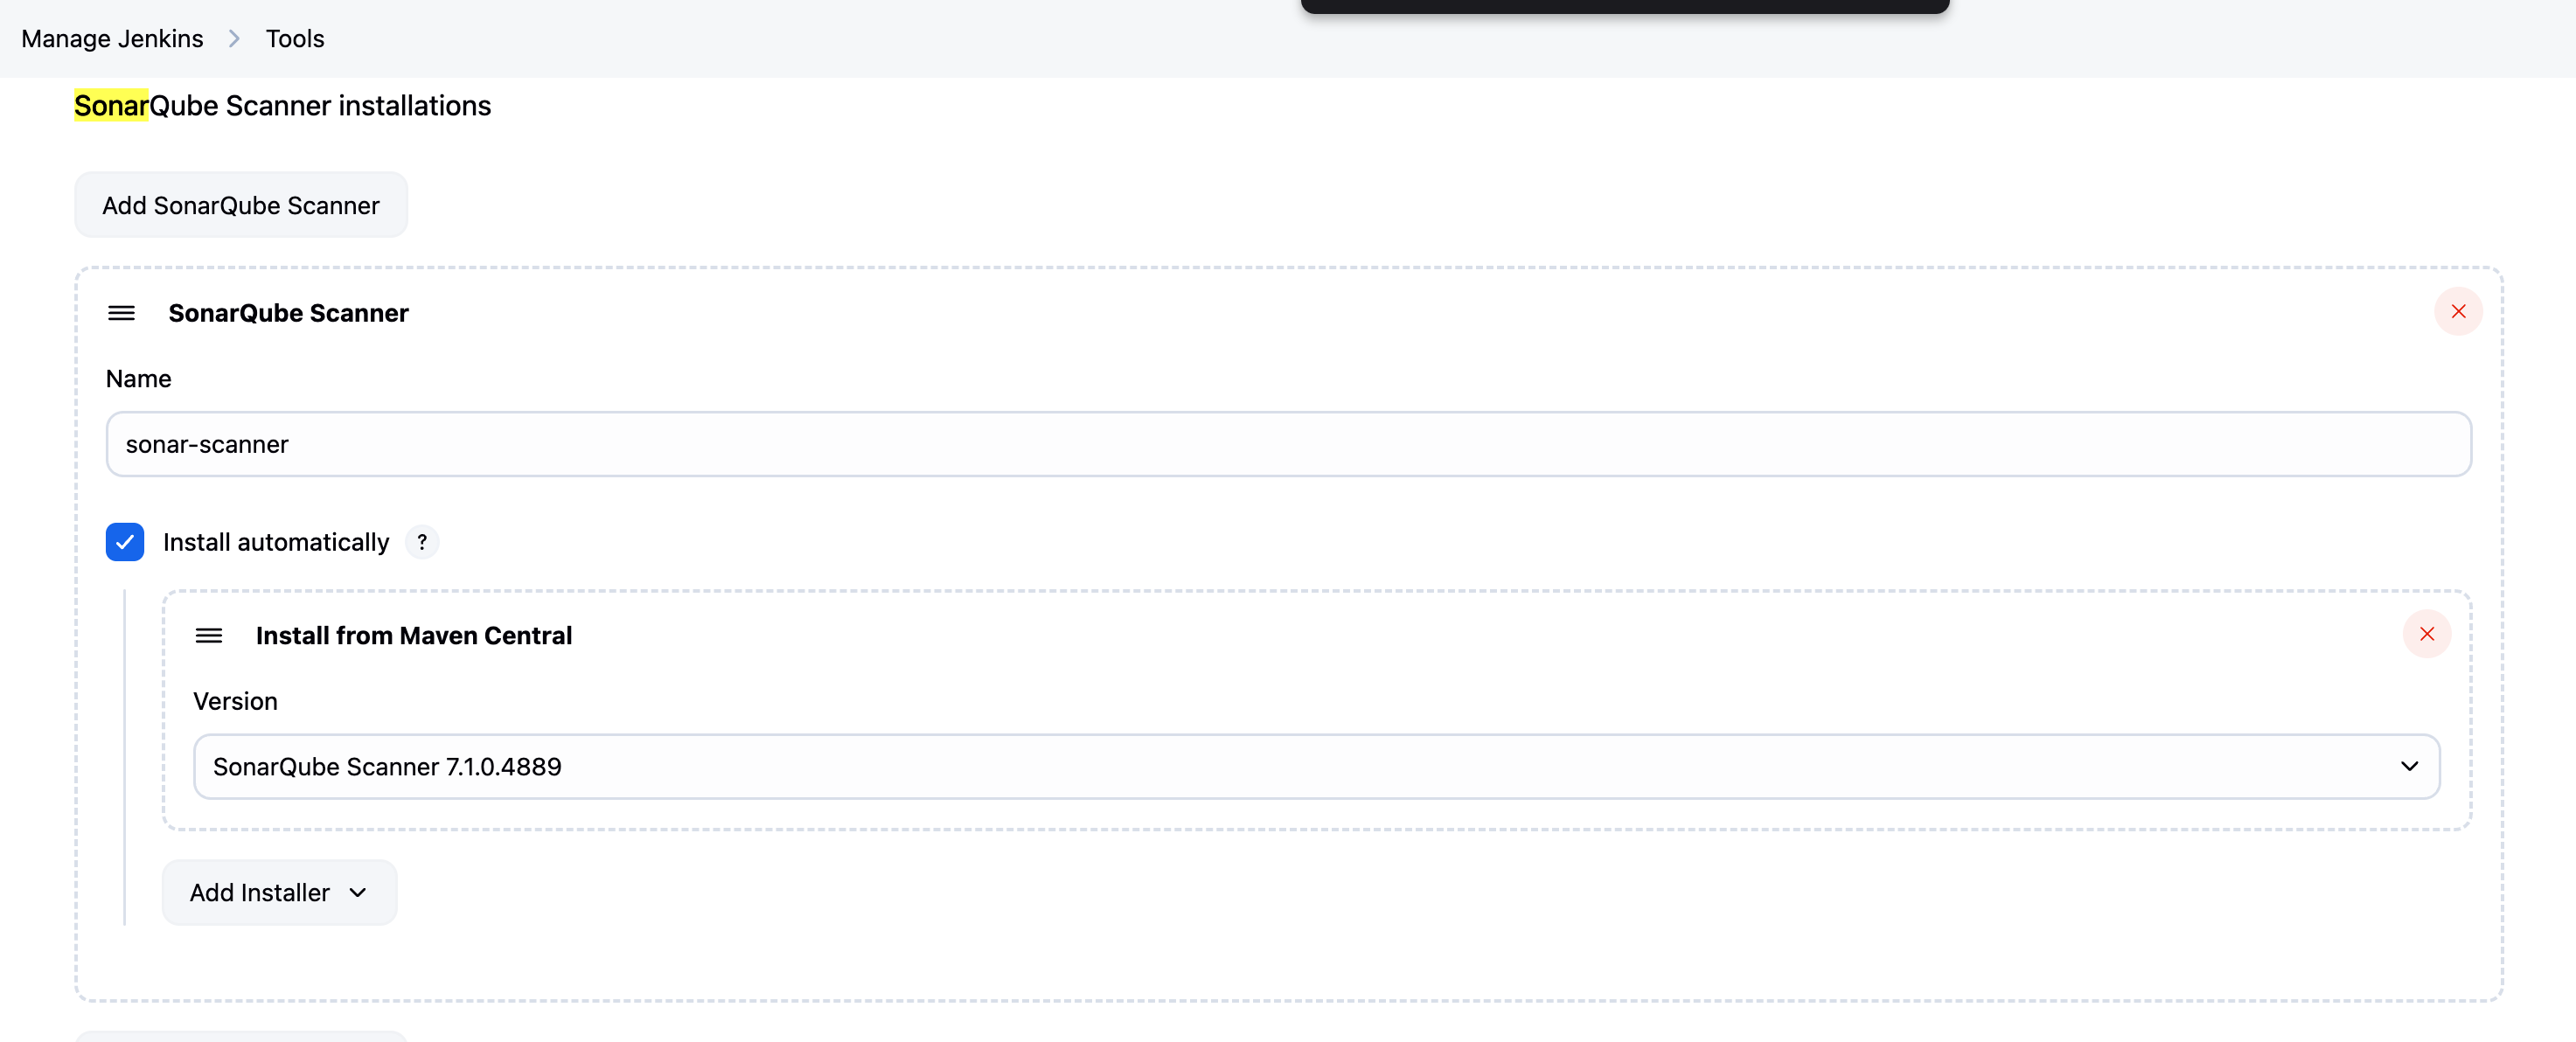 Manage Jenkins > Tools
SonarQube Scanner installations
Add SonarQube Scanner
SonarQube Scanner
Name
sonar-scanner
Install automatically ?
Install from Maven Central
Version
SonarQube Scanner 7.1.0.4889
Add Installer